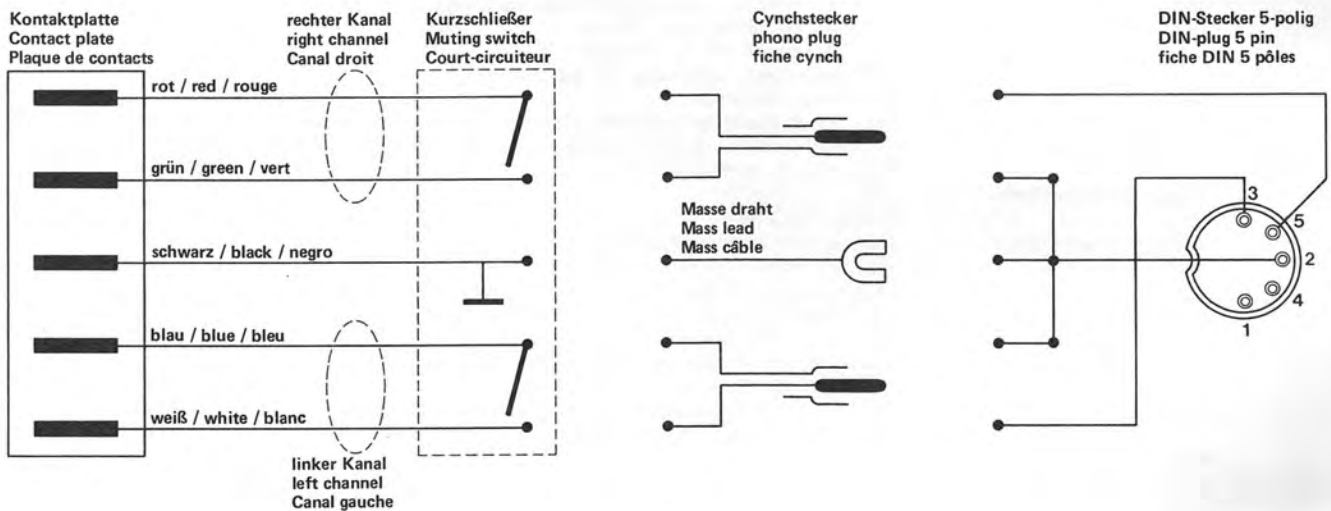 Kontaktplatte
Contact plate
Plaque de contacts
rechter Kanal
right channel
Canal droit
Kurzschließer
Muting switch
Court-circuiteur
Cynchstecker
phono plug
fiche cynch
DIN-Stecker 5-polig
DIN-plug 5 pin
fiche DIN 5 pôles
rot / red / rouge
grün / green / vert
schwarz / black / negro
blau / blue / bleu
weiß / white / blanc
linker Kanal
left channel
Canal gauche
Masse draht
Mass lead
Mass câble
3
5
2
4
1